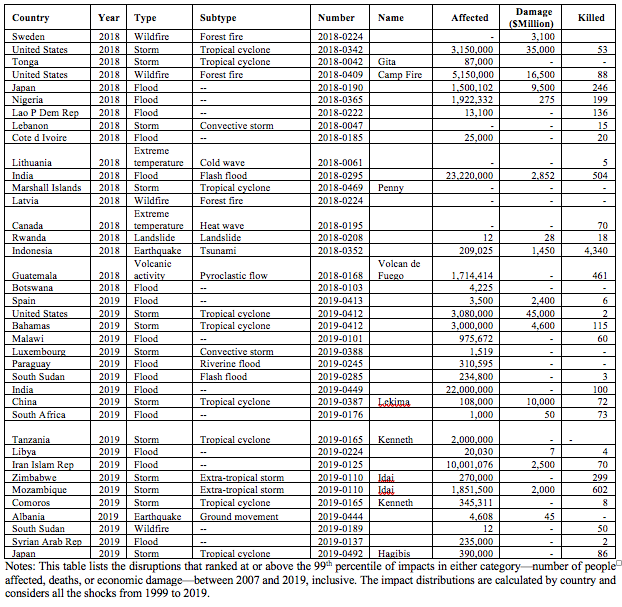 Country Year Type Subtype Number Name Affected Damage ($Million) Killed
Sweden 2018 Wildfire Forest fire 2018-0224 - 3,100
United States 2018 Storm Tropical cyclone 2018-0342 3,150,000 35,000 53
Tonga 2018 Storm Tropical cyclone 2018-0042 Gita 87,000 - -
United States 2018 Wildfire Forest fire 2018-0409 Camp Fire 5,150,000 16,500 88
Japan 2018 Flood -- 2018-0190 1,500,102 9,500 246
Nigeria 2018 Flood -- 2018-0365 1,922,332 275 199
Lao P Dem Rep 2018 Flood -- 2018-0222 13,100 - 136
Lebanon 2018 Storm Convective storm 2018-0047 - - 15
Cote d Ivoire 2018 Flood -- 2018-0185 25,000 - 20
Lithuania 2018 Extreme temperature Cold wave 2018-0061 - - 5
India 2018 Flood Flash flood 2018-0295 23,220,000 2,852 504
Marshall Islands 2018 Storm Tropical cyclone 2018-0469 Penny - - -
Latvia 2018 Wildfire Forest fire 2018-0224 - - -
Canada 2018 Extreme temperature Heat wave 2018-0195 - - 70
Rwanda 2018 Landslide Landslide 2018-0208 12 28 18
Indonesia 2018 Earthquake Tsunami 2018-0352 209,025 1,450 4,340
Guatemala 2018 Volcanic activity Pyroclastic flow 2018-0168 Volcan de Fuego 1,714,414 - 461
Botswana 2018 Flood -- 2018-0103 4,225 - -
Spain 2019 Flood -- 2019-0413 3,500 2,400 6
United States 2019 Storm Tropical cyclone 2019-0412 3,080,000 45,000 2
Bahamas 2019 Storm Tropical cyclone 2019-0412 3,000,000 4,600 115
Malawi 2019 Flood -- 2019-0101 975,672 - 60
Luxembourg 2019 Storm Convective storm 2019-0388 1,519 - -
Paraguay 2019 Flood Riverine flood 2019-0245 310,595 - -
South Sudan 2019 Flood Flash flood 2019-0285 234,800 - 3
India 2019 Flood -- 2019-0449 22,000,000 - 100
China 2019 Storm Tropical cyclone 2019-0387 Lekima 108,000 10,000 72
South Africa 2019 Flood -- 2019-0176 1,000 50 73
Tanzania 2019 Storm Tropical cyclone 2019-0165 Kenneth 2,000,000 - -
Libya 2019 Flood -- 2019-0224 20,030 7 4
Iran Islam Rep 2019 Flood -- 2019-0125 10,001,076 2,500 70
Zimbabwe 2019 Storm Extra-tropical storm 2019-0110 Idai 270,000 - 299
Mozambique 2019 Storm Extra-tropical storm 2019-0110 Idai 1,851,500 2,000 602
Comoros 2019 Storm Tropical cyclone 2019-0165 Kenneth 345,311 - 8
Albania 2019 Earthquake Ground movement 2019-0444 4,608 45 -
South Sudan 2019 Wildfire -- 2019-0189 12 - 50
Syrian Arab Rep 2019 Flood -- 2019-0137 235,000 - 2
Japan 2019 Storm Tropical cyclone 2019-0492 Hagibis 390,000 - 86
Notes: This table lists the disruptions that ranked at or above the 99th percentile of impacts in either category—number of people
affected, deaths, or economic damage—between 2007 and 2019, inclusive. The impact distributions are calculated by country and
considers all the shocks from 1999 to 2019.